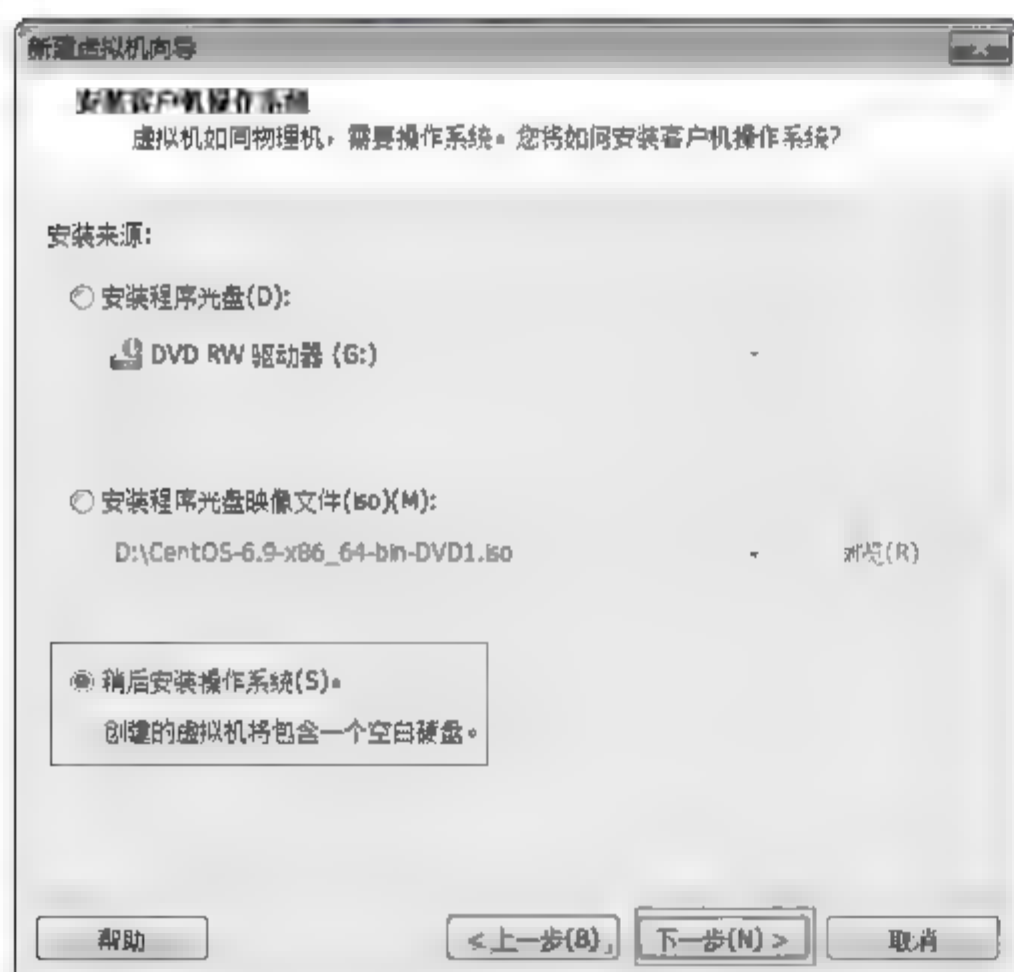 新建虚拟机向导
安装客户机操作系统
虚拟机如同物理机，需要操作系统。您将如何安装客户机操作系统?
安装来源:
安装程序光盘(D):
DVD RW 驱动器 (G:)
安装程序光盘映像文件(iso)(M):
D:\CentOS-6.9-x86_64-bin-DVD1.iso
浏览(R)
稍后安装操作系统(S)。
创建的虚拟机将包含一个空白硬盘。
帮助
<上一步(B)
下一步(N) >
取消